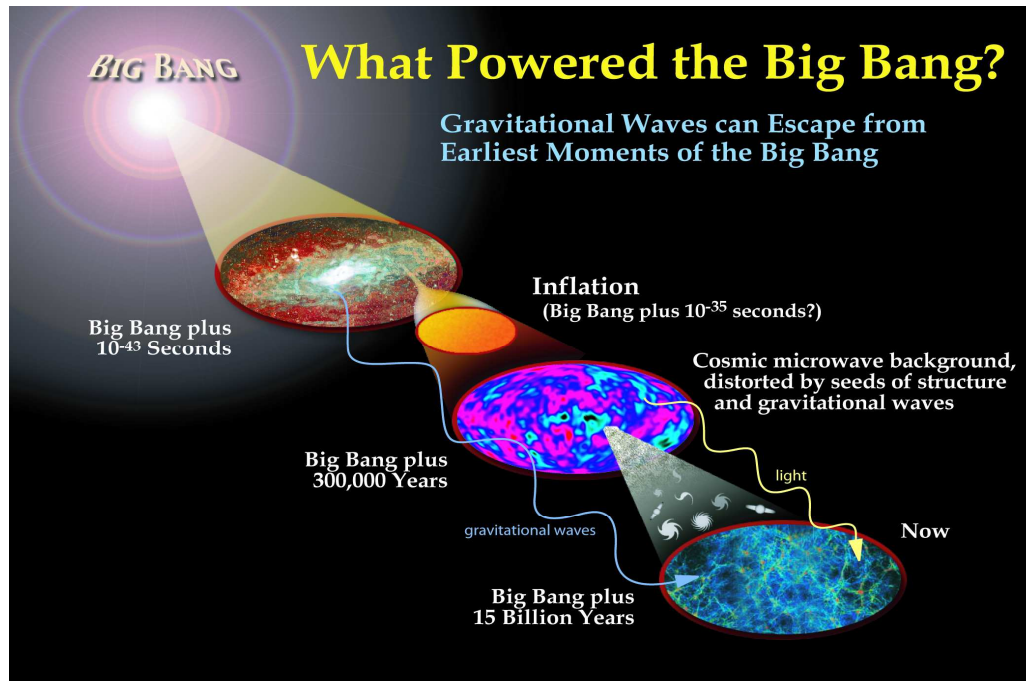 BIG BANG
What Powered the Big Bang?
Gravitational Waves can Escape from
Earliest Moments of the Big Bang
Big Bang plus
10⁻⁴³ Seconds
Inflation
(Big Bang plus 10⁻³⁵ seconds?)
Cosmic microwave background,
distorted by seeds of structure
and gravitational waves
Big Bang plus
300,000 Years
light
gravitational waves
Now
Big Bang plus
15 Billion Years